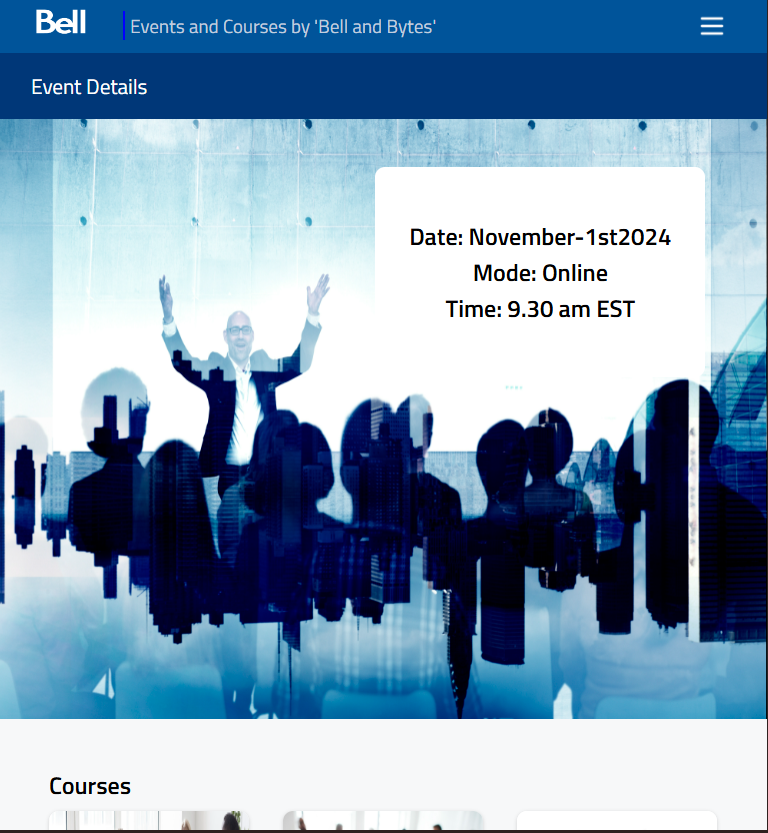 Bell
Events and Courses by 'Bell and Bytes'
Event Details
Date: November-1st2024
Mode: Online
Time: 9.30 am EST
Courses